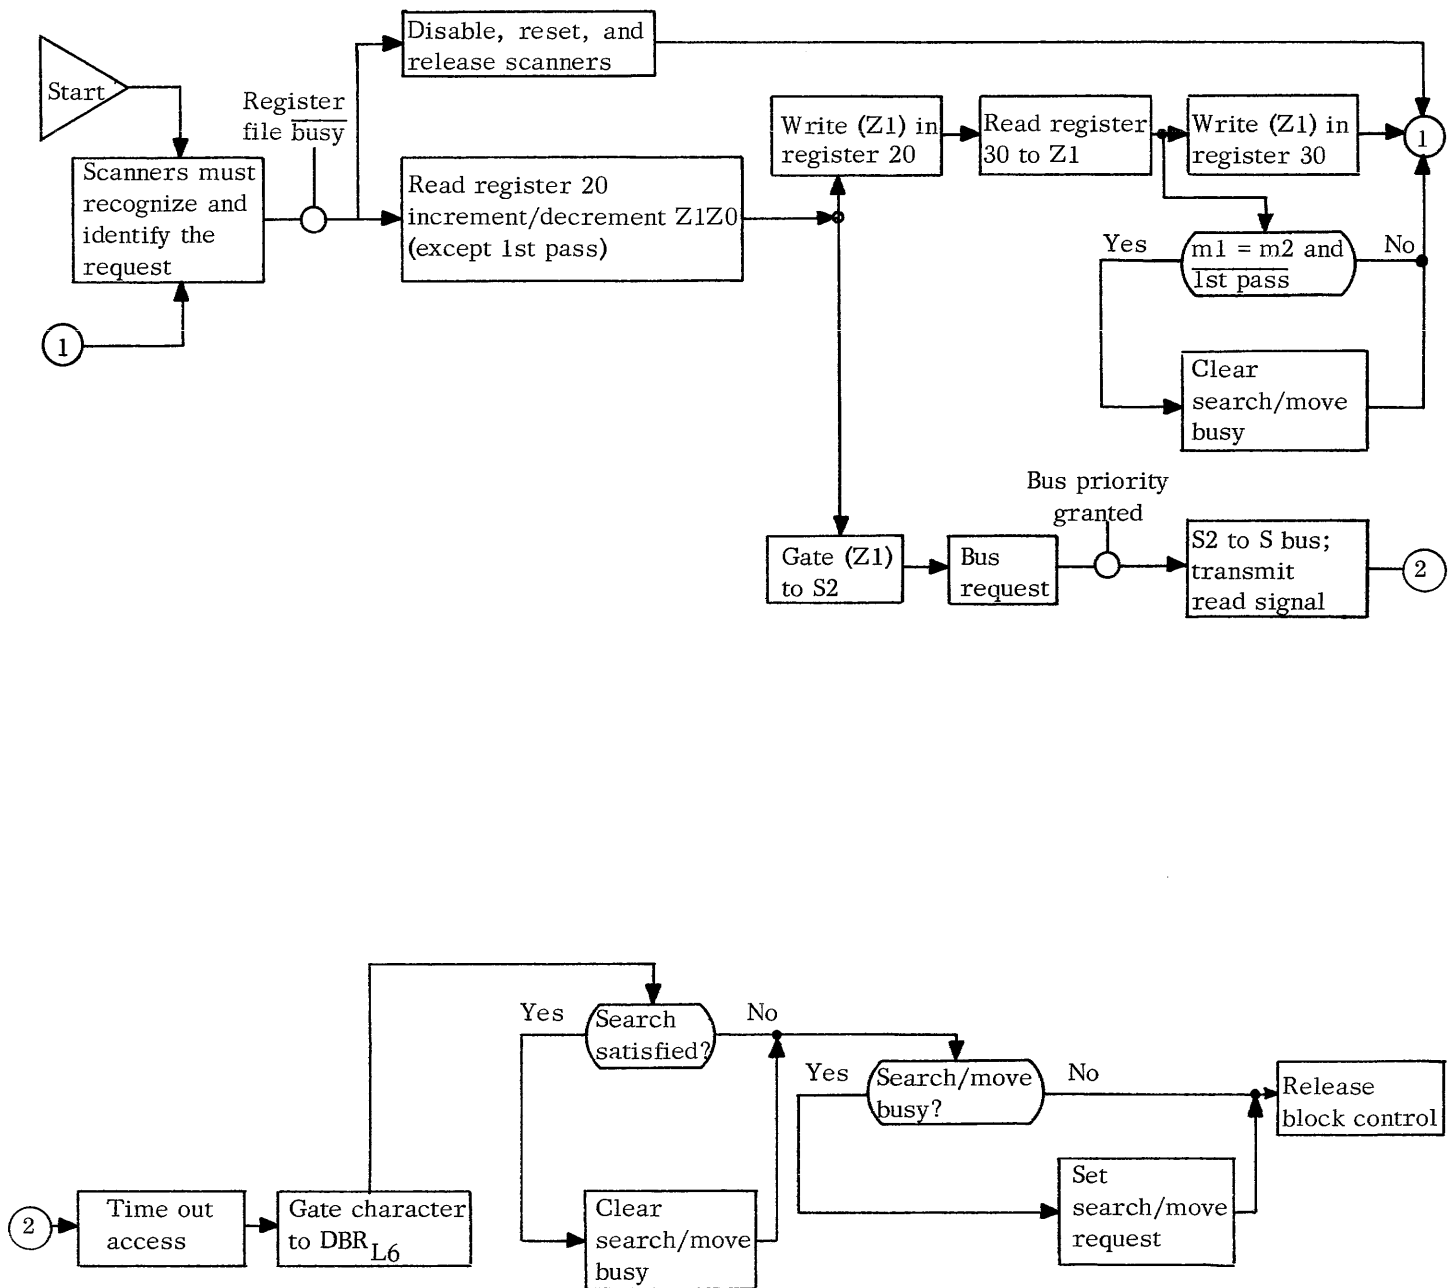 Disable, reset, and
release scanners
Start
Register
file busy
Scanners must
recognize and
identify the
request
Read register 20
increment/decrement Z1Z0
(except 1st pass)
Write (Z1) in
register 20
Read register
30 to Z1
Write (Z1) in
register 30
1
Yes
m1 = m2 and
1st pass
No
1
Clear
search/move
busy
Bus priority
granted
Gate (Z1)
to S2
Bus
request
S2 to S bus;
transmit
read signal
2
Yes
Search
satisfied?
No
Yes
Search/move
busy?
No
Release
block control
2
Time out
access
Gate character
to DBR L6
Clear
search/move
busy
Set
search/move
request